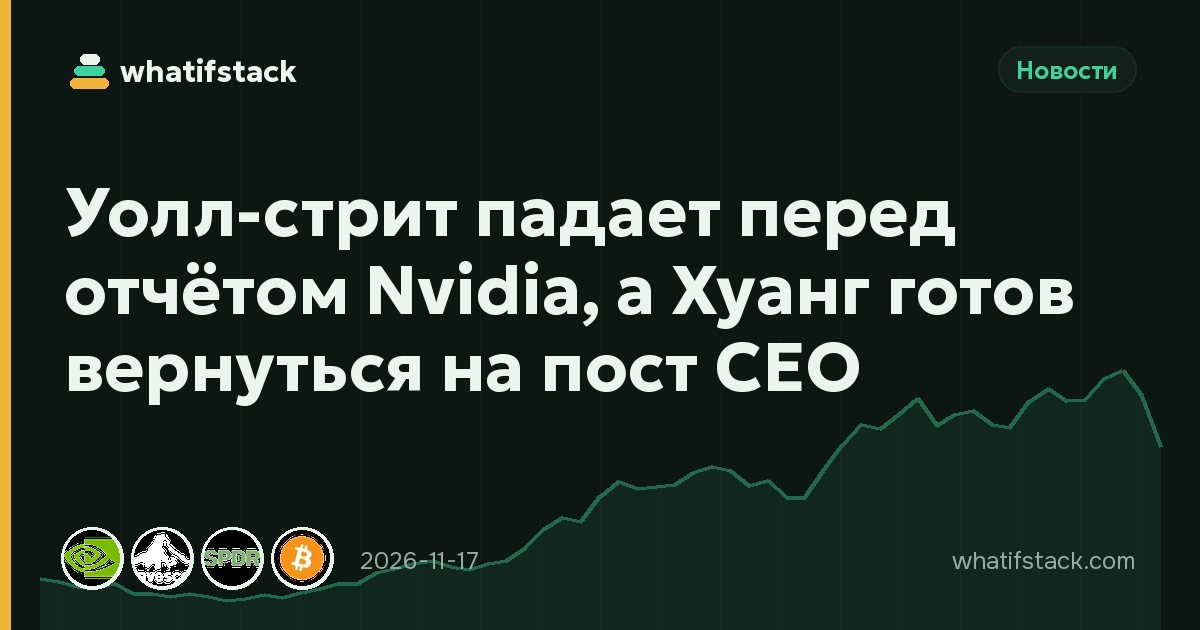 whatifstack
Новости
Уолл-стрит падает перед
отчётом Nvidia, а Хуанг готов
вернуться на пост CEO
SPDR
2026-11-17
whatifstack.com